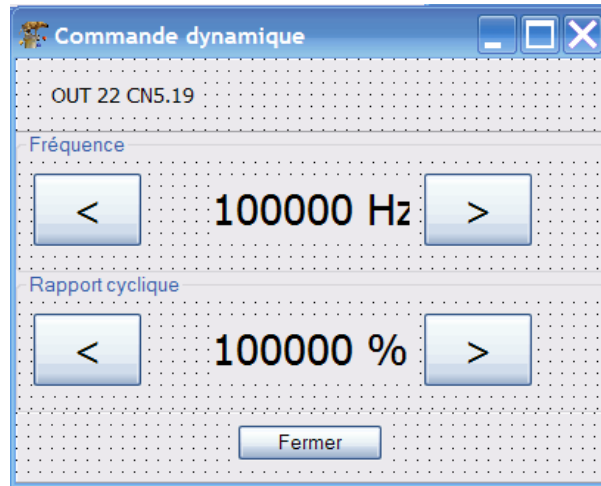 Commande dynamique
OUT 22 CN5.19
Fréquence
< 100000 Hz >
Rapport cyclique
< 100000 % >
Fermer